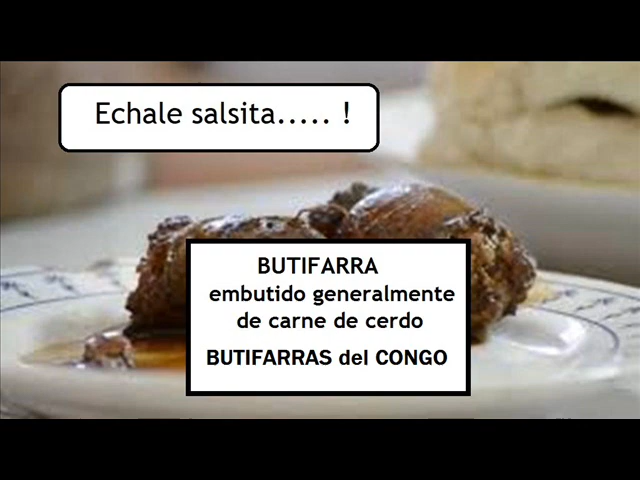 Echale salsita..... !
BUTIFARRA
embutido generalmente
de carne de cerdo
BUTIFARRAS del CONGO